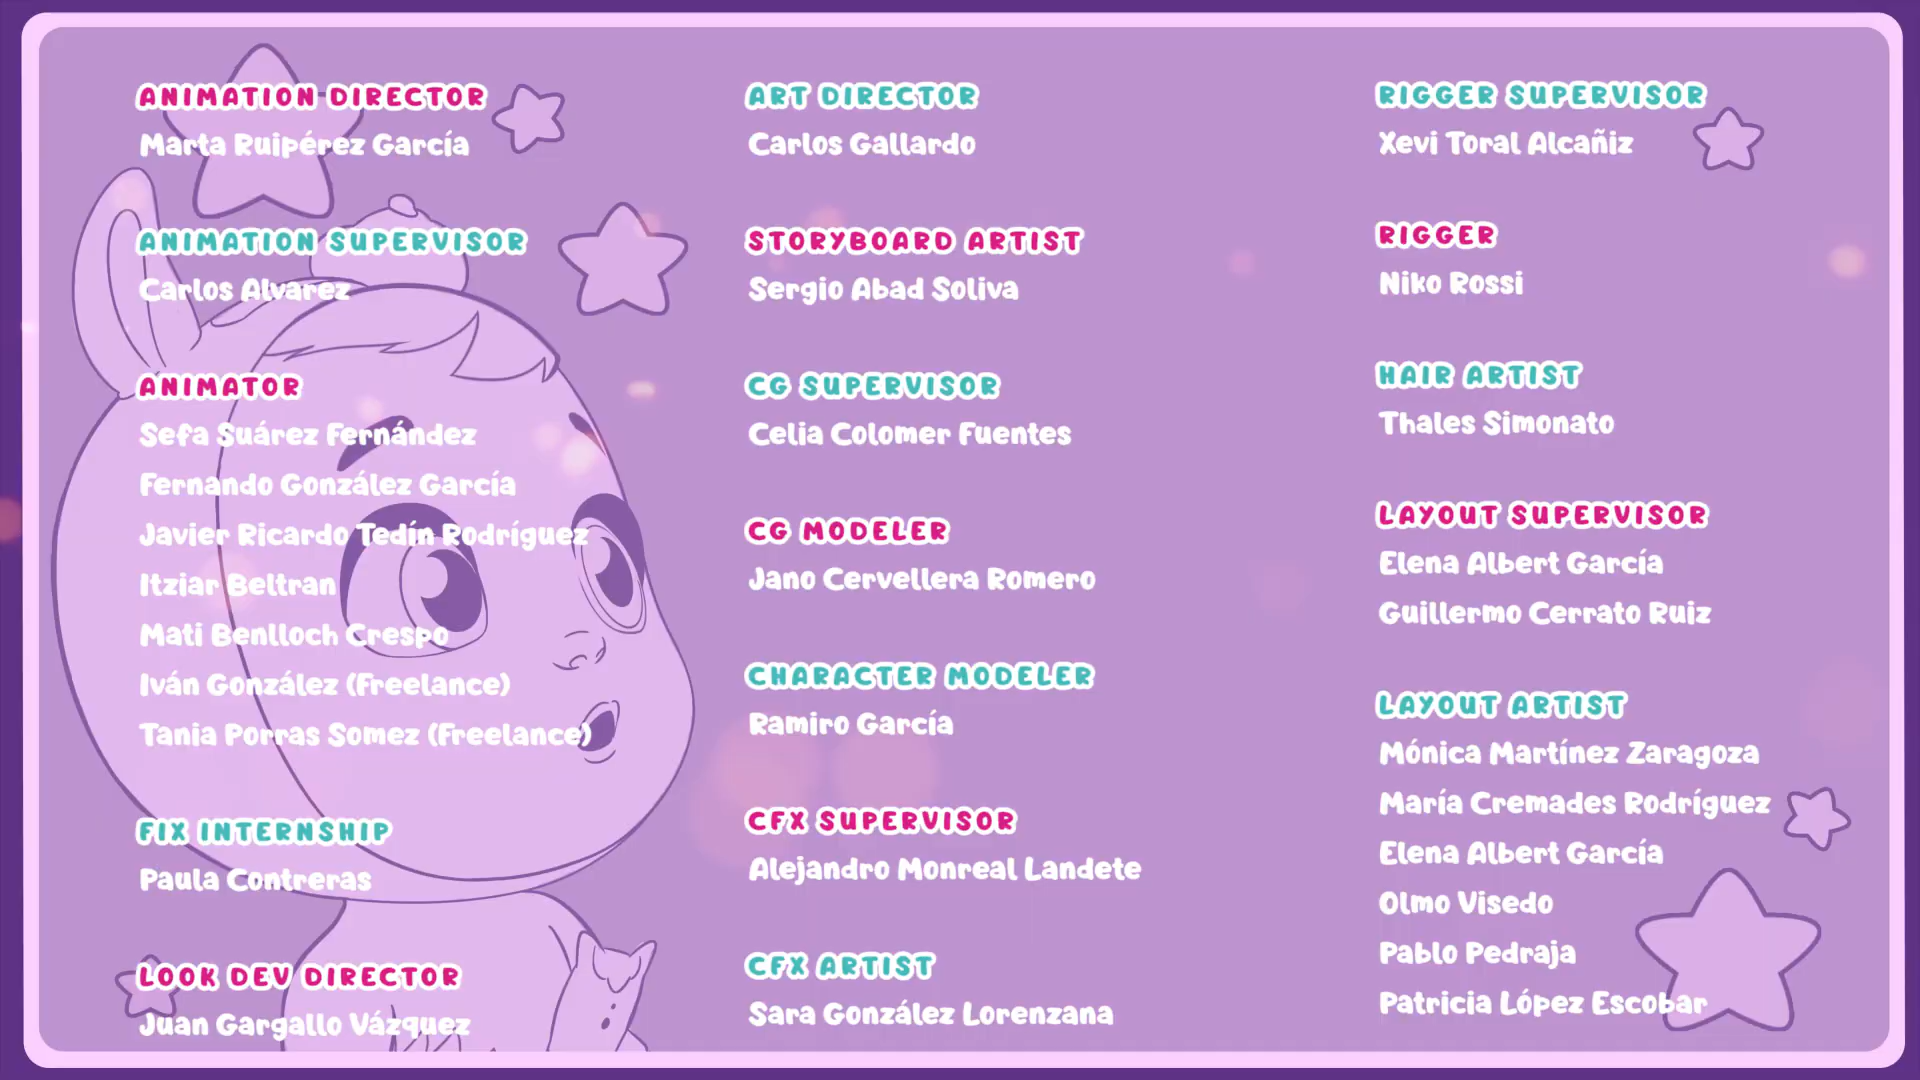 ANIMATION DIRECTOR
Marta Ruipérez García
ANIMATION SUPERVISOR
Carlos Alvarez
ANIMATOR
Sefa Suárez Fernández
Fernando González García
Javier Ricardo Tedín Rodríguez
Itziar Beltran
Mati Benlloch Crespo
Iván González (Freelance)
Tania Porras Somez (Freelance)
FIX INTERNSHIP
Paula Contreras
LOOK DEV DIRECTOR
Juan Gargallo Vázquez
ART DIRECTOR
Carlos Gallardo
STORYBOARD ARTIST
Sergio Abad Soliva
CG SUPERVISOR
Celia Colomer Fuentes
CG MODELER
Jano Cervellera Romero
CHARACTER MODELER
Ramiro García
CFX SUPERVISOR
Alejandro Monreal Landete
CFX ARTIST
Sara González Lorenzana
RIGGER SUPERVISOR
Xevi Toral Alcañiz
RIGGER
Niko Rossi
HAIR ARTIST
Thales Simonato
LAYOUT SUPERVISOR
Elena Albert García
Guillermo Cerrato Ruiz
LAYOUT ARTIST
Mónica Martínez Zaragoza
María Cremades Rodríguez
Elena Albert García
Olmo Visedo
Pablo Pedraja
Patricia López Escobar